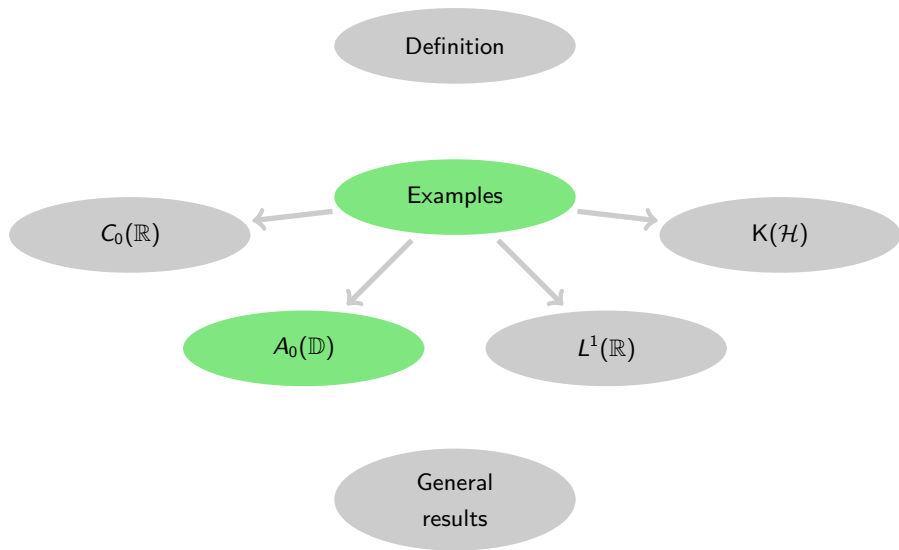 Definition
Examples
C₀(ℝ)
K(ℋ)
A₀(𝔻)
L¹(ℝ)
General
results